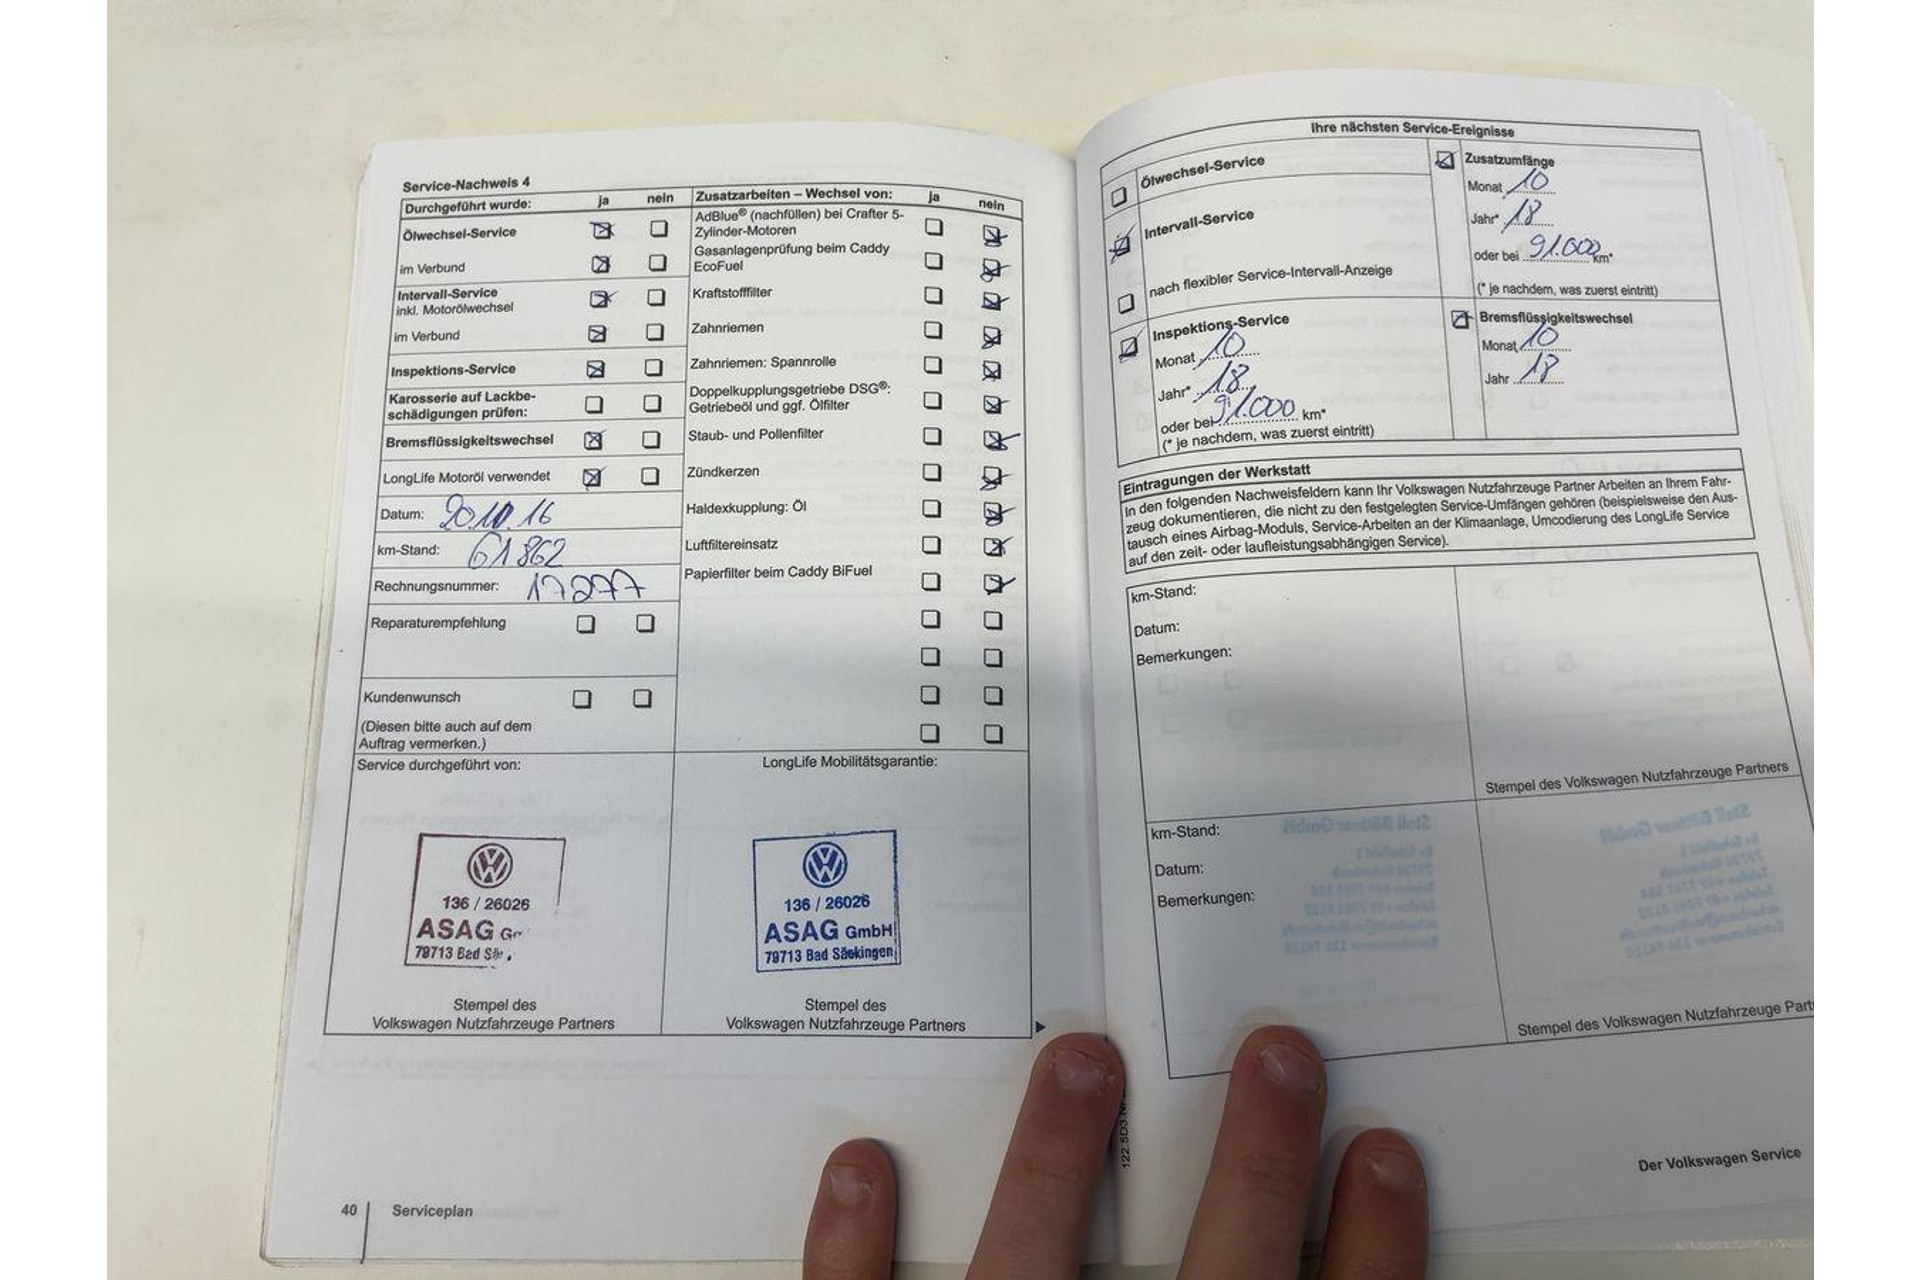 Service-Nachweis 4
Durchgeführt wurde: ja nein
Ölwechsel-Service
im Verbund
Intervall-Service
inkl. Motorölwechsel
im Verbund
Inspektions-Service
Karosserie auf Lackbe-
schädigungen prüfen:
Bremsflüssigkeitswechsel
LongLife Motoröl verwendet
Datum: 20.10.16
km-Stand: 61862
Rechnungsnummer: 17277
Reparaturempfehlung
Kundenwunsch
(Diesen bitte auch auf dem
Auftrag vermerken.)
Zusatzarbeiten – Wechsel von: ja nein
AdBlue® (nachfüllen) bei Crafter 5-
Zylinder-Motoren
Gasanlagenprüfung beim Caddy
EcoFuel
Kraftstofffilter
Zahnriemen
Zahnriemen: Spannrolle
Doppelkupplungsgetriebe DSG®:
Getriebeöl und ggf. Ölfilter
Staub- und Pollenfilter
Zündkerzen
Haldexkupplung: Öl
Luftfiltereinsatz
Papierfilter beim Caddy BiFuel
Service durchgeführt von:
136 / 26026
ASAG
79713 Bad
Stempel des
Volkswagen Nutzfahrzeuge Partners
LongLife Mobilitätsgarantie:
136 / 26026
ASAG GmbH
79713 Bad Säckingen
Stempel des
Volkswagen Nutzfahrzeuge Partners
40 Serviceplan
Ihre nächsten Service-Ereignisse
Ölwechsel-Service
Intervall-Service
nach flexibler Service-Intervall-Anzeige
Inspektions-Service
Monat 10
Jahr* 18
oder bei 91.000 km*
(* je nachdem, was zuerst eintritt)
Zusatzumfänge
Monat 10
Jahr* 18
oder bei 91.000 km*
(* je nachdem, was zuerst eintritt)
Bremsflüssigkeitswechsel
Monat 10
Jahr 18
Eintragungen der Werkstatt
In den folgenden Nachweisfeldern kann Ihr Volkswagen Nutzfahrzeuge Partner Arbeiten an Ihrem Fahr-
zeug dokumentieren, die nicht zu den festgelegten Service-Umfängen gehören (beispielsweise den Aus-
tausch eines Airbag-Moduls, Service-Arbeiten an der Klimaanlage, Umcodierung des LongLife Service
auf den zeit- oder laufleistungsabhängigen Service).
km-Stand:
Datum:
Bemerkungen:
Stempel des Volkswagen Nutzfahrzeuge Partners
km-Stand:
Datum:
Bemerkungen:
Stempel des Volkswagen Nutzfahrzeuge Part
Der Volkswagen Service